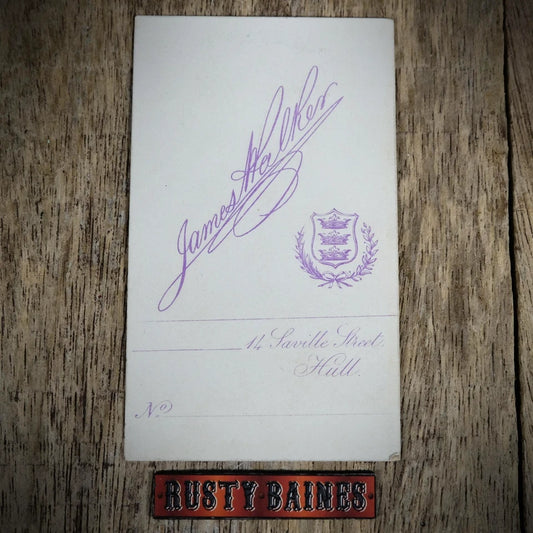 James Walker
14 Saville Street,
Hull.
No
RUSTY BAINES